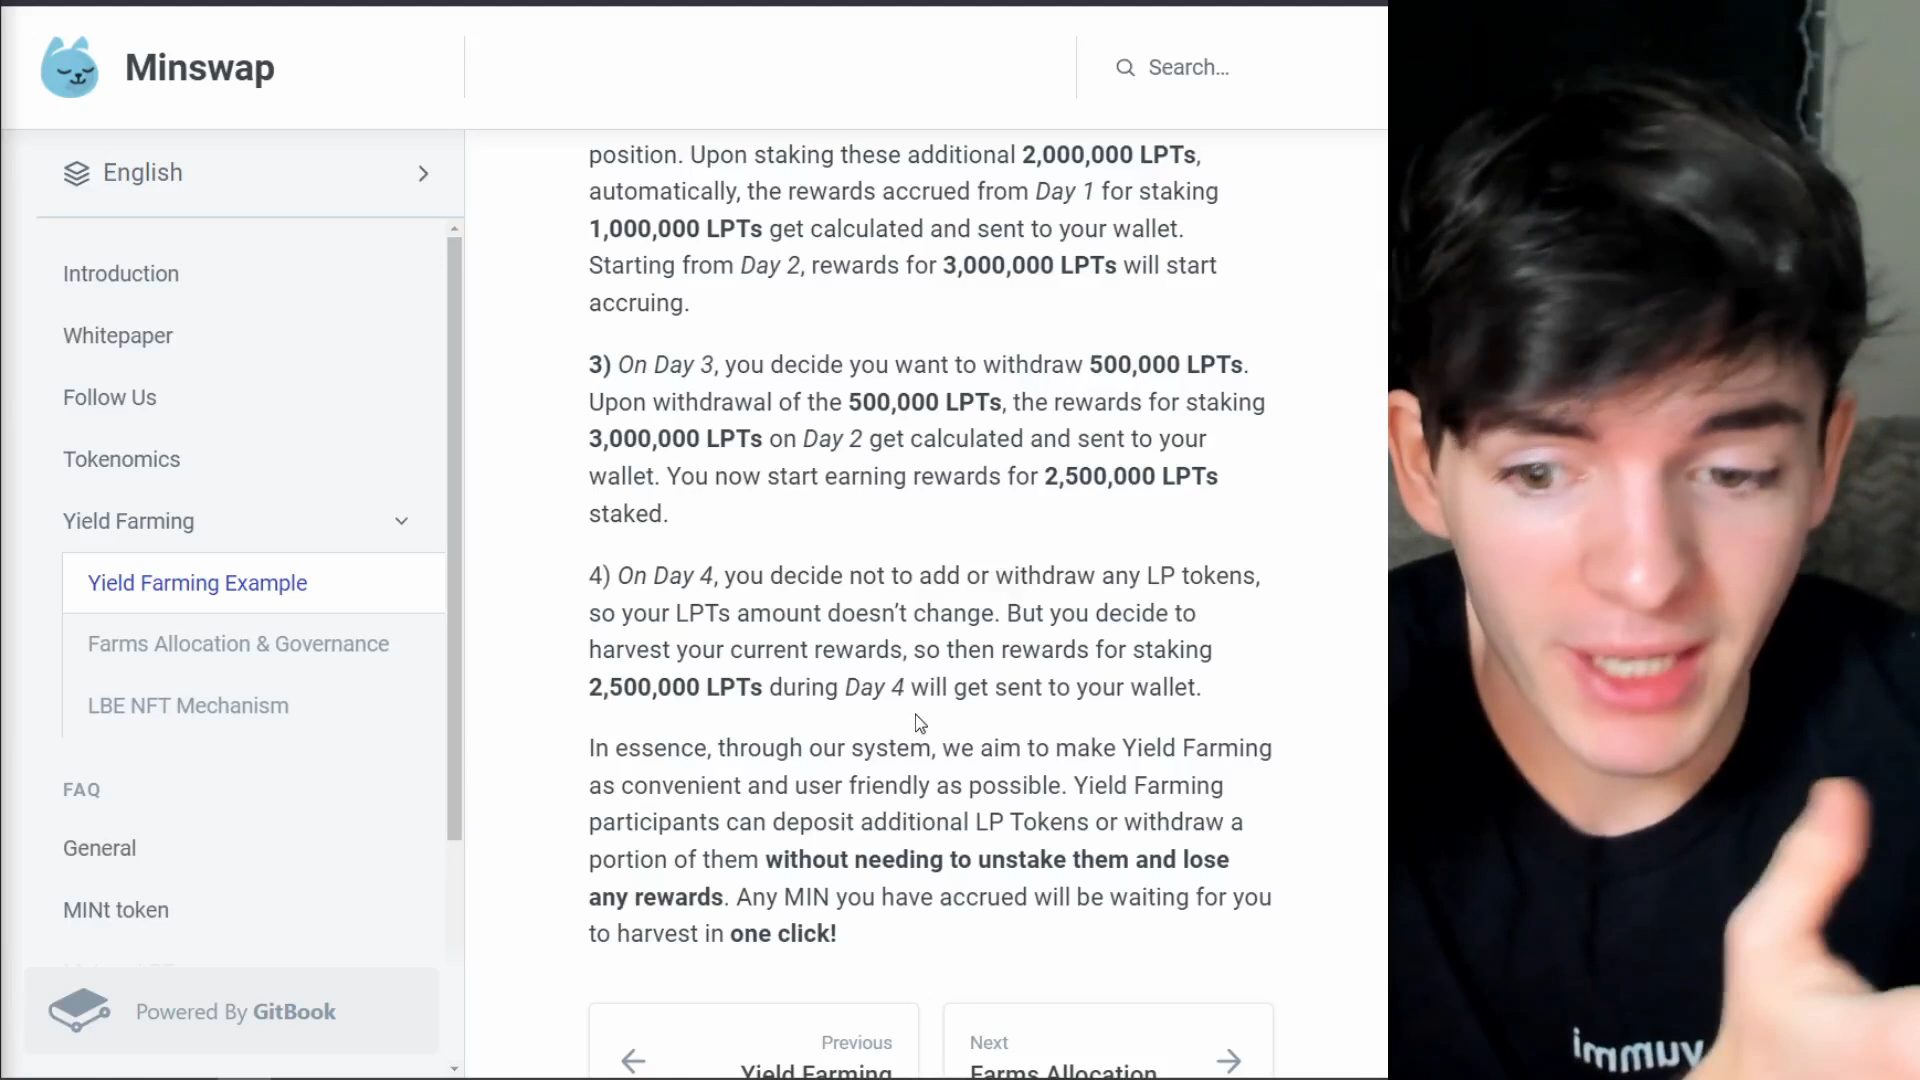 Minswap
Search...
English
Introduction
Whitepaper
Follow Us
Tokenomics
Yield Farming
Yield Farming Example
Farms Allocation & Governance
LBE NFT Mechanism
FAQ
General
MINt token
Powered By GitBook
position. Upon staking these additional 2,000,000 LPTs,
automatically, the rewards accrued from Day 1 for staking
1,000,000 LPTs get calculated and sent to your wallet.
Starting from Day 2, rewards for 3,000,000 LPTs will start
accruing.
3) On Day 3, you decide you want to withdraw 500,000 LPTs.
Upon withdrawal of the 500,000 LPTs, the rewards for staking
3,000,000 LPTs on Day 2 get calculated and sent to your
wallet. You now start earning rewards for 2,500,000 LPTs
staked.
4) On Day 4, you decide not to add or withdraw any LP tokens,
so your LPTs amount doesn’t change. But you decide to
harvest your current rewards, so then rewards for staking
2,500,000 LPTs during Day 4 will get sent to your wallet.
In essence, through our system, we aim to make Yield Farming
as convenient and user friendly as possible. Yield Farming
participants can deposit additional LP Tokens or withdraw a
portion of them without needing to unstake them and lose
any rewards. Any MIN you have accrued will be waiting for you
to harvest in one click!
Previous
Yield Farming
Next
Farms Allocation